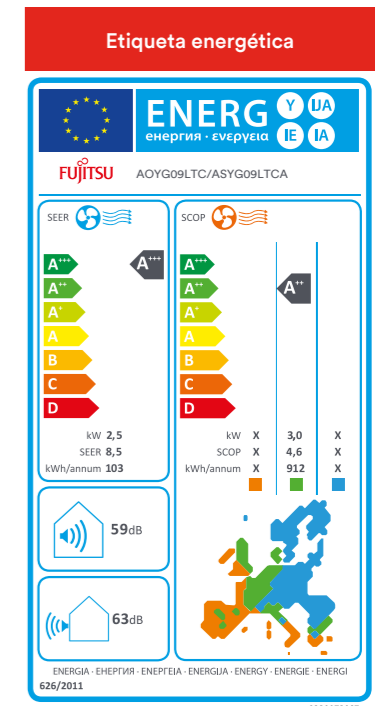 Etiqueta energética
ENERG Y IJA
енергия · ενεργεια IE IA
FUJITSU AOYG09LTC/ASYG09LTCA
SEER SCOP
A+++ A+++ A+++
A++ A++ A++
A+ A+
A A
B B
C C
D D
kW 2,5 kW X 3,0 X
SEER 8,5 SCOP X 4,6 X
kWh/annum 103 kWh/annum X 912 X
59dB
63dB
ENERGIA · ЕНЕРГИЯ · ΕΝΕΡΓΕΙΑ · ENERGIJA · ENERGY · ENERGIE · ENERGI
626/2011